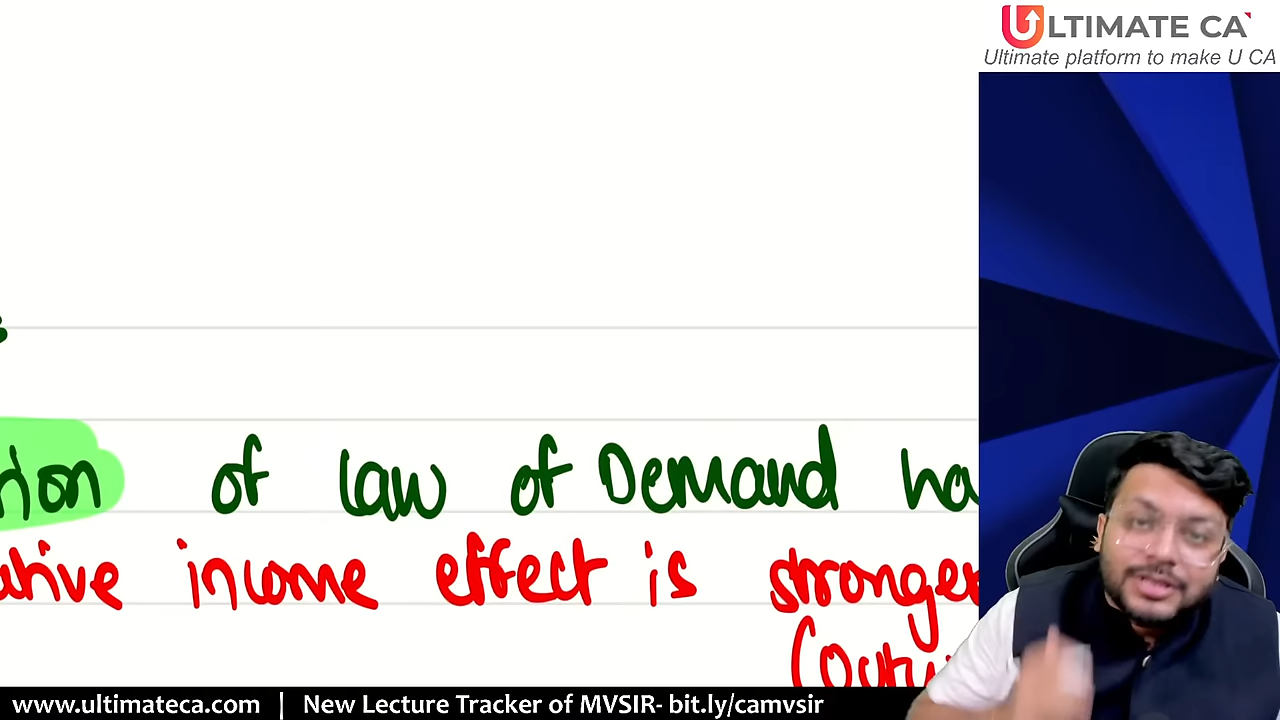 ULTIMATE CA
Ultimate platform to make U CA
of law of Demand
income effect is stronger
www.ultimateca.com | New Lecture Tracker of MVSIR- bit.ly/camvsir